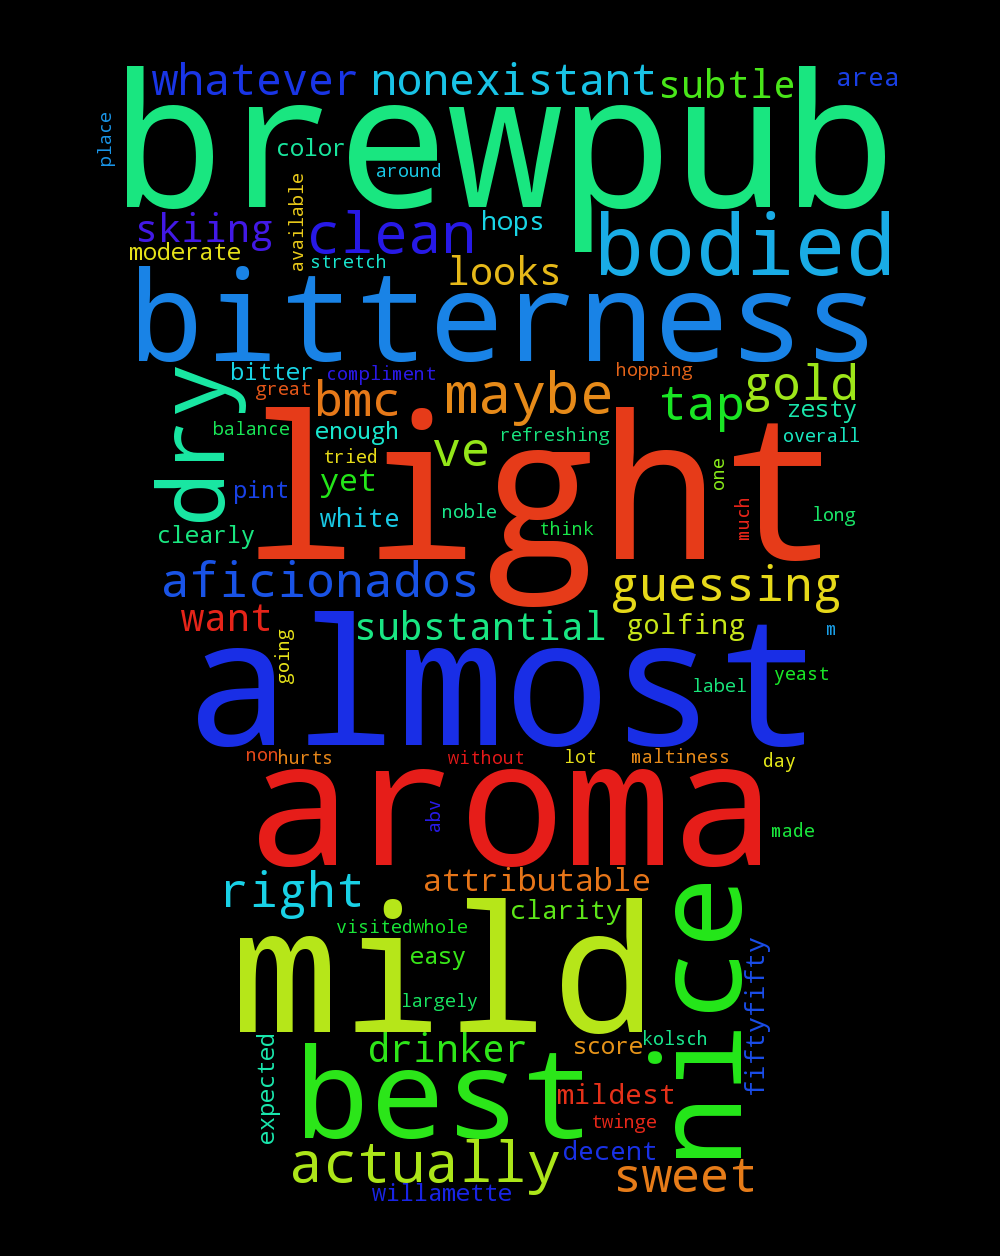 whatever nonexistant subtle area
brewpub
place
color
around
available
skiing clean hops bodied
moderate
stretch
looks
bitterness
bitter compliment hopping
great
bmc maybe tap gold
zesty
dry
balance enough ve refreshing overall
light
tried
yet
pint
one
white noble
think
much
long
clearly
aficionados guessing
want substantial golfing m
going
almost
label yeast
non hurts without lot maltiness day
aroma
abv
made
right attributable
clarity
nice
visited whole
mild
easy
largely
fiftyfifty
drinker score kolsch
expected
best
mildest
twinge
actually decent
sweet
willamette